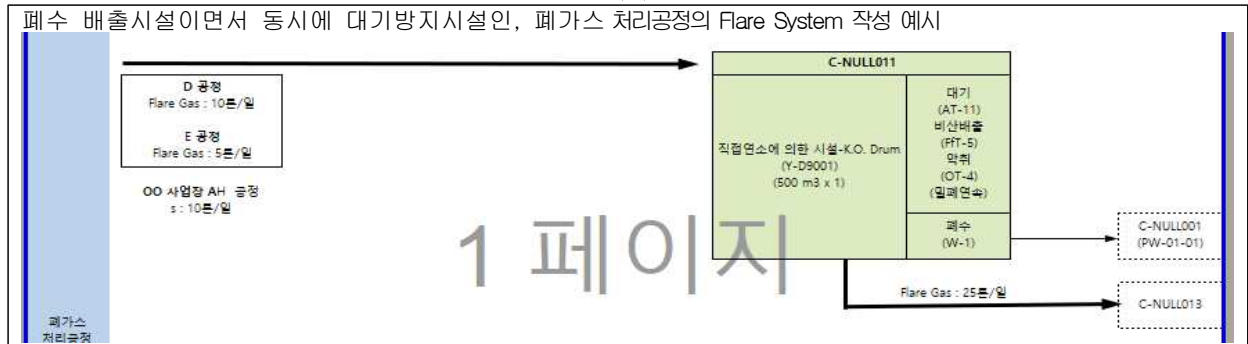 폐수 배출시설이면서 동시에 대기방지시설인, 폐가스 처리공정의 Flare System 작성 예시
D 공정
Flare Gas : 10톤/일
E 공정
Flare Gas : 5톤/일
OO 사업장 AH 공정
s : 10톤/일
C-NULL011
직접연소에 의한 시설-K.O. Drum
(Y-D9001)
(500 m3 x 1)
대기
(AT-11)
비산배출
(FfT-5)
악취
(OT-4)
(밀폐연속)
폐수
(W-1)
C-NULL001
(PW-01-01)
Flare Gas : 25톤/일
C-NULL013
1 페이지
폐가스
처리공정